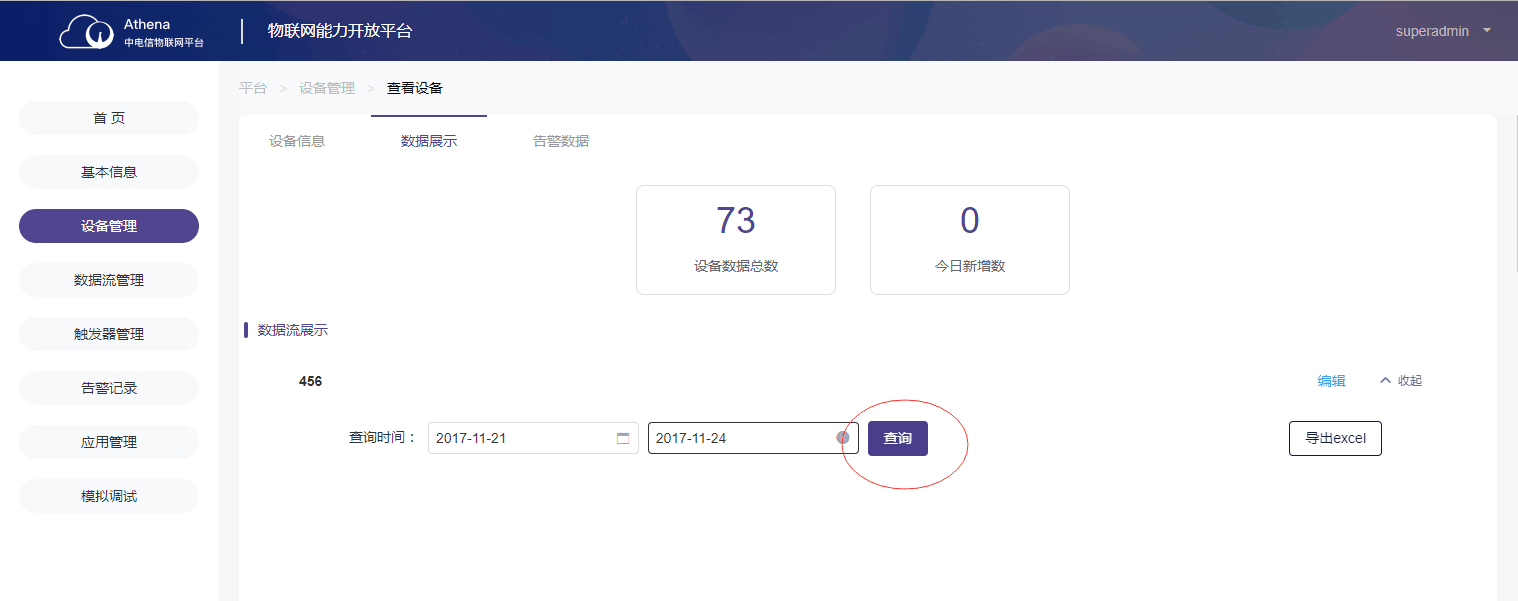 Athena
中电信物联网平台
物联网能力开放平台
superadmin
平台 > 设备管理 > 查看设备
首 页
基本信息
设备管理
数据流管理
触发器管理
告警记录
应用管理
模拟调试
设备信息 数据展示 告警数据
73
设备数据总数
0
今日新增数
数据流展示
456 编辑 收起
查询时间： 2017-11-21 2017-11-24 查询 导出excel